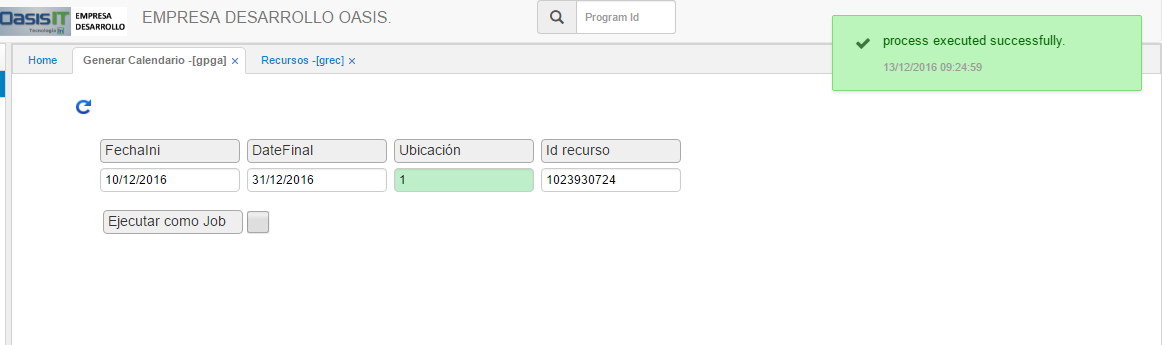 OasisIT
Tecnología
EMPRESA
DESARROLLO
EMPRESA DESARROLLO OASIS.
Program Id
process executed successfully.
13/12/2016 09:24:59
Home
Generar Calendario -[gpga] ×
Recursos -[grec] ×
FechaIni DateFinal Ubicación Id recurso
10/12/2016 31/12/2016 1 1023930724
Ejecutar como Job